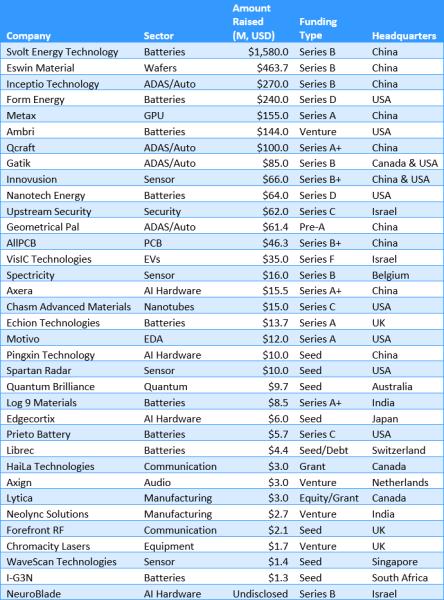 Company Sector Amount Raised (M, USD) Funding Type Headquarters
Svolt Energy Technology Batteries $1,580.0 Series B China
Eswin Material Wafers $463.7 Series B China
Inceptio Technology ADAS/Auto $270.0 Series B China
Form Energy Batteries $240.0 Series D USA
Metax GPU $155.0 Series A China
Ambri Batteries $144.0 Venture USA
Qcraft ADAS/Auto $100.0 Series A+ China
Gatik ADAS/Auto $85.0 Series B Canada & USA
Innovusion Sensor $66.0 Series B+ China & USA
Nanotech Energy Batteries $64.0 Series D USA
Upstream Security Security $62.0 Series C Israel
Geometrical Pal ADAS/Auto $61.4 Pre-A China
AllPCB PCB $46.3 Series B+ China
VisIC Technologies EVs $35.0 Series F Israel
Spectricity Sensor $16.0 Series B Belgium
Axera AI Hardware $15.5 Series A+ China
Chasm Advanced Materials Nanotubes $15.0 Series C USA
Echion Technologies Batteries $13.7 Series A UK
Motivo EDA $12.0 Series A USA
Pingxin Technology AI Hardware $10.0 Seed China
Spartan Radar Sensor $10.0 Seed USA
Quantum Brilliance Quantum $9.7 Seed Australia
Log 9 Materials Batteries $8.5 Series A+ India
Edgecortix AI Hardware $6.0 Seed Japan
Prieto Battery Batteries $5.7 Series C USA
Librec Batteries $4.4 Seed/Debt Switzerland
HaiLa Technologies Communication $3.0 Grant Canada
Axign Audio $3.0 Venture Netherlands
Lytica Manufacturing $3.0 Equity/Grant Canada
Neolync Solutions Manufacturing $2.7 Venture India
Forefront RF Communication $2.1 Seed UK
Chromacity Lasers Equipment $1.7 Venture UK
WaveScan Technologies Sensor $1.4 Seed Singapore
I-G3N Batteries $1.3 Seed South Africa
NeuroBlade AI Hardware Undisclosed Series B Israel